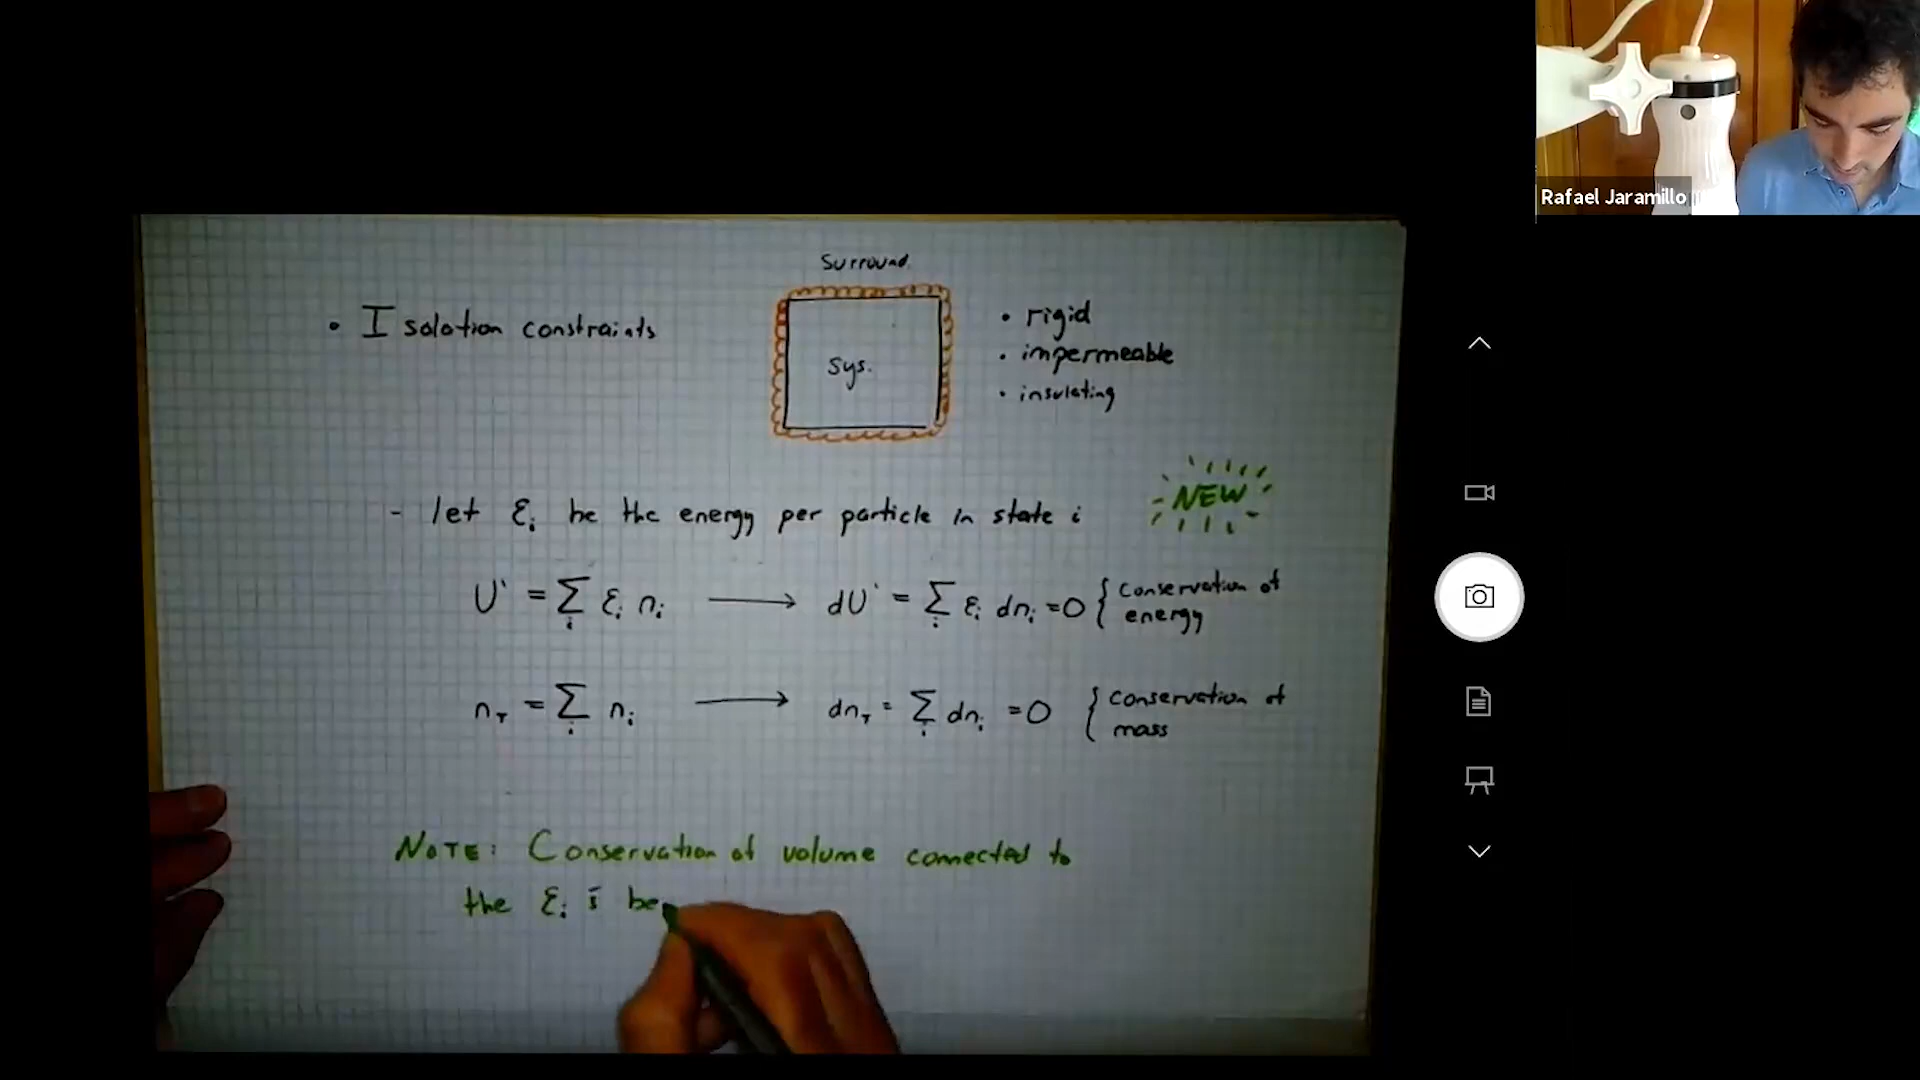 Rafael Jaramillo
Surround.
• Isolation constraints
Sys.
• rigid
• impermeable
• insulating
- let εᵢ be the energy per particle in state i
NEW
U' = Σᵢ εᵢ nᵢ → dU' = Σᵢ εᵢ dnᵢ = 0 { conservation of
energy
n_T = Σᵢ nᵢ → dn_T = Σᵢ dnᵢ = 0 { conservation of
mass
NOTE: Conservation of volume connected to
the εᵢ's be